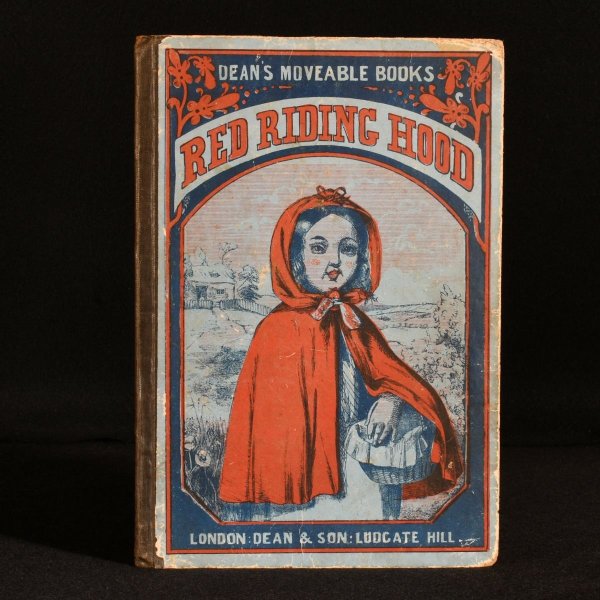 DEAN'S MOVEABLE BOOKS
RED RIDING HOOD
LONDON: DEAN & SON: LUDGATE HILL